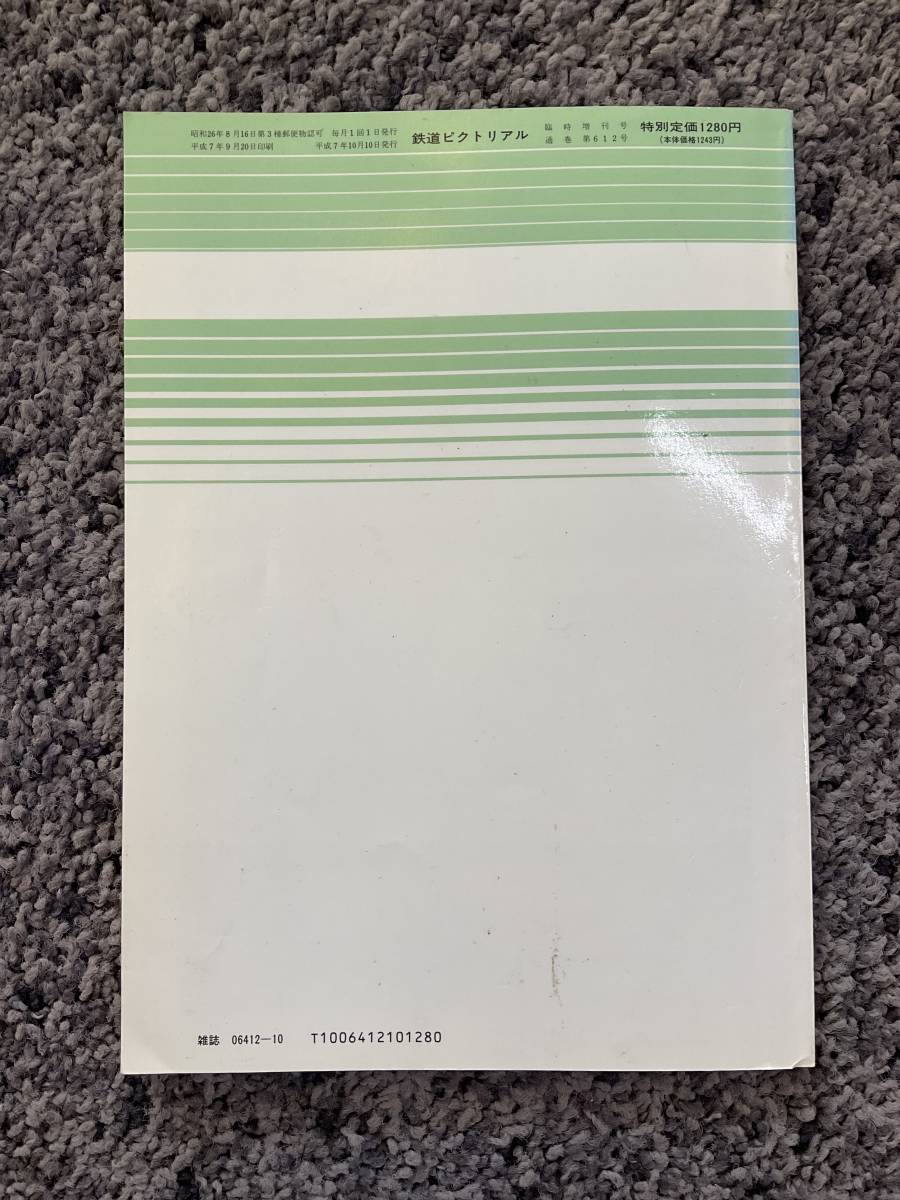 昭和26年8月16日第3種郵便物認可 毎月1回1日発行
平成7年9月20日印刷 平成7年10月10日発行
鉄道ピクトリアル
臨時増刊号
通巻第612号
特別定価1280円
(本体価格1243円)
雑誌 06412-10 T1006412101280